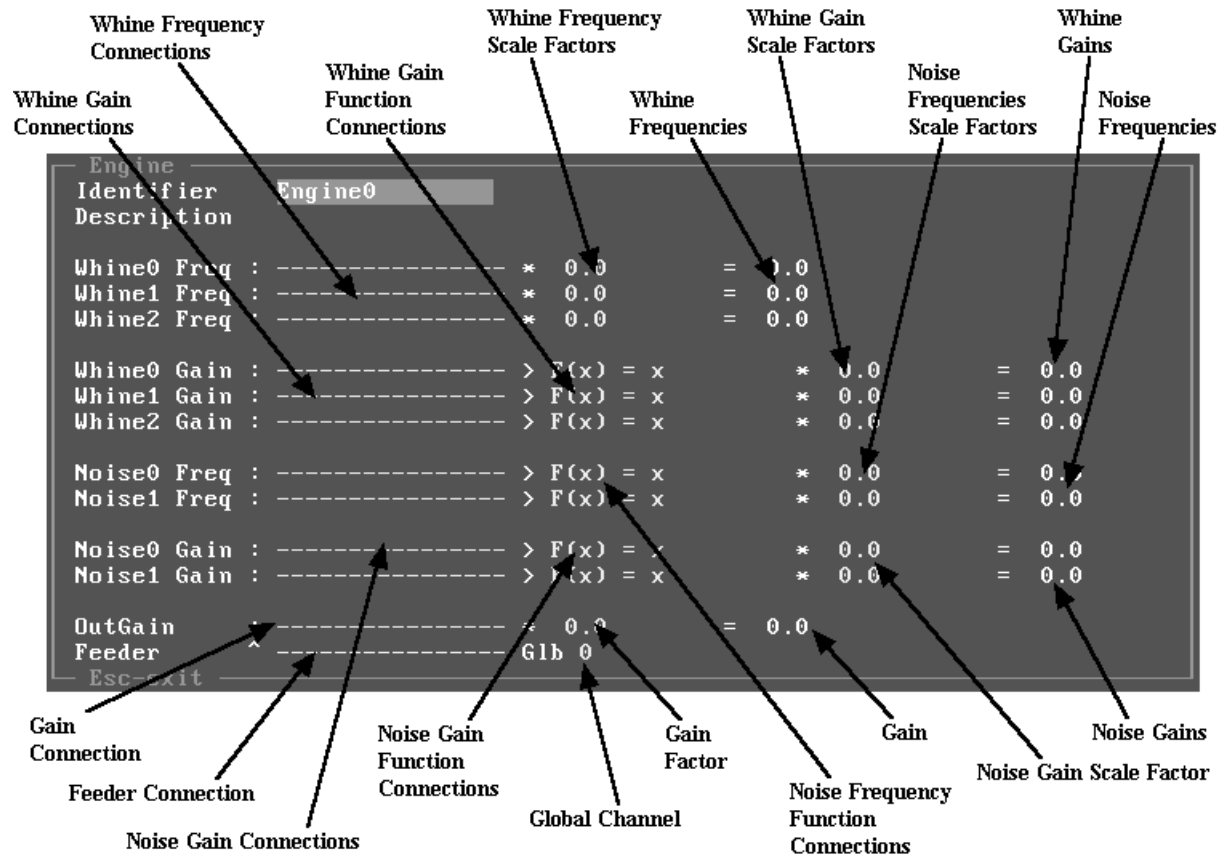 Whine Frequency
Connections
Whine Frequency
Scale Factors
Whine Gain
Scale Factors
Whine
Gains
Whine Gain
Connections
Whine Gain
Function
Connections
Whine
Frequencies
Noise
Frequencies
Scale Factors
Noise
Frequencies
Engine
Identifier Engine0
Description
Whine0 Freq : ----------------- * 0.0 = 0.0
Whine1 Freq : ----------------- * 0.0 = 0.0
Whine2 Freq : ----------------- * 0.0 = 0.0
Whine0 Gain : ----------------- > F(x) = x * 0.0 = 0.0
Whine1 Gain : ----------------- > F(x) = x * 0.0 = 0.0
Whine2 Gain : ----------------- > F(x) = x * 0.0 = 0.0
Noise0 Freq : ----------------- > F(x) = x * 0.0 = 0.0
Noise1 Freq : ----------------- > F(x) = x * 0.0 = 0.0
Noise0 Gain : ----------------- > F(x) = x * 0.0 = 0.0
Noise1 Gain : ----------------- > F(x) = x * 0.0 = 0.0
OutGain : ----------------- * 0.0 = 0.0
Feeder ^ ----------------- Glb 0
Esc-exit
Gain
Connection
Feeder Connection
Noise Gain Connections
Noise Gain
Function
Connections
Global Channel
Gain
Factor
Noise Frequency
Function
Connections
Gain
Noise Gain Scale Factor
Noise Gains